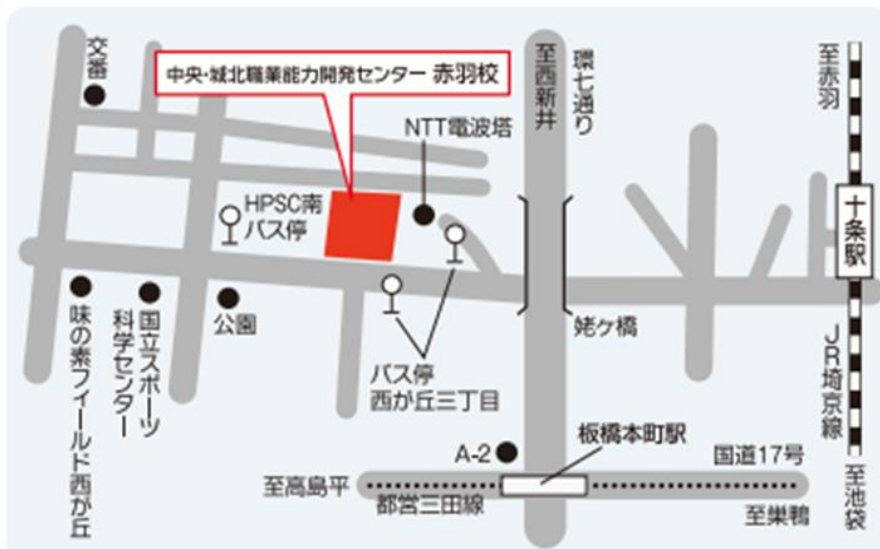 交番
中央・城北職業能力開発センター 赤羽校
至西新井
環七通り
至赤羽
NTT電波塔
HPSC南
バス停
十条駅
味の素フィールド西が丘
国立スポーツ
科学センター
公園
姥ケ橋
バス停
西が丘三丁目
JR埼京線
A-2
板橋本町駅
国道17号
至高島平
都営三田線
至巣鴨
至池袋